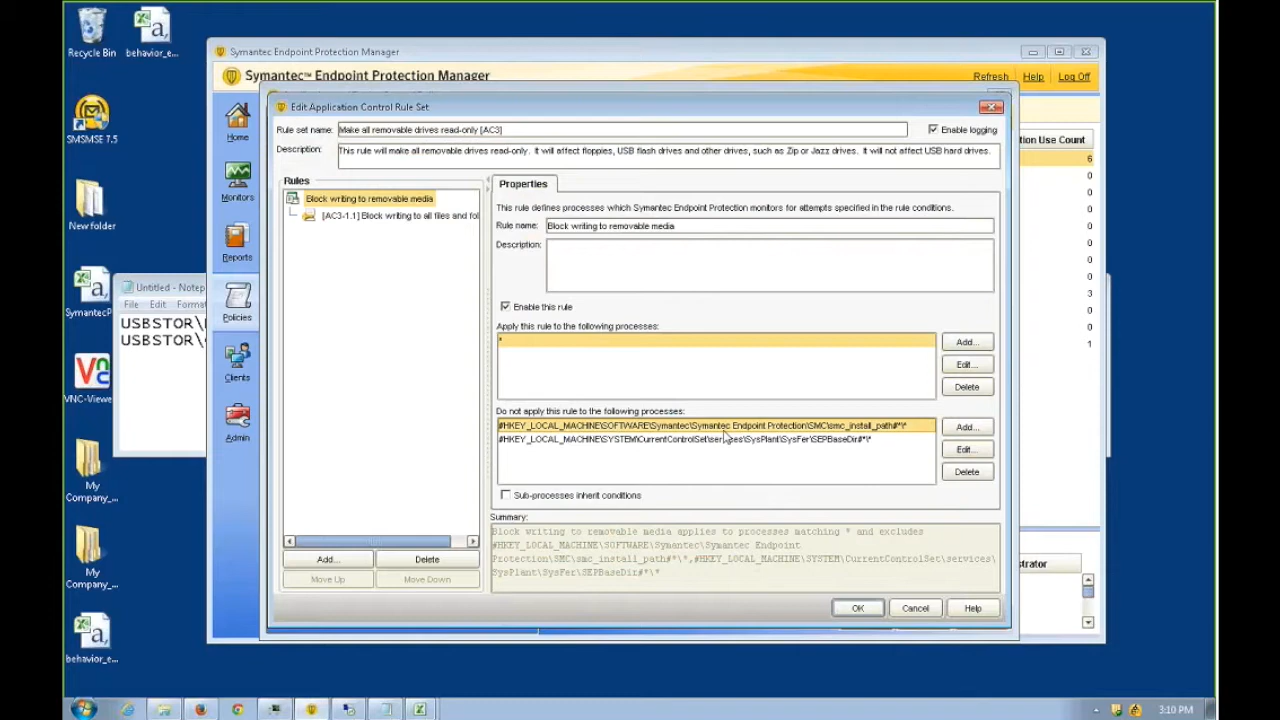 Recycle Bin
behavior_e...
SMSMSE 7.5
New folder
SymantecP
VNC-Viewe
My
Company_...
My
Company_...
behavior_e...
Untitled - Notep
File Edit Format
USBSTOR\
USBSTOR\
Symantec Endpoint Protection Manager
Symantec™ Endpoint Protection Manager
Refresh Help Log Off
Home
Monitors
Reports
Policies
Clients
Admin
tion Use Count
6
0
0
0
0
0
0
0
3
0
0
1
strator
Edit Application Control Rule Set
Rule set name: Make all removable drives read-only [AC3]
Enable logging
Description: This rule will make all removable drives read-only. It will affect floppies, USB flash drives and other drives, such as Zip or Jazz drives. It will not affect USB hard drives.
Rules
Block writing to removable media
[AC3-1.1] Block writing to all files and fol
Add... Delete
Move Up Move Down
Properties
This rule defines processes which Symantec Endpoint Protection monitors for attempts specified in the rule conditions.
Rule name: Block writing to removable media
Description:
Enable this rule
Apply this rule to the following processes:
*
Add...
Edit...
Delete
Do not apply this rule to the following processes:
#HKEY_LOCAL_MACHINE\SOFTWARE\Symantec\Symantec Endpoint Protection\SMC\smc_install_path#*\*
#HKEY_LOCAL_MACHINE\SYSTEM\CurrentControlSet\services\SysPlant\SysFer\SEPBaseDir#*\*
Add...
Edit...
Delete
Sub-processes inherit conditions
Summary:
Block writing to removable media applies to processes matching * and excludes
#HKEY_LOCAL_MACHINE\SOFTWARE\Symantec\Symantec Endpoint
Protection\SMC\smc_install_path#*\*,#HKEY_LOCAL_MACHINE\SYSTEM\CurrentControlSet\services\
SysPlant\SysFer\SEPBaseDir#*\*
OK Cancel Help
3:10 PM